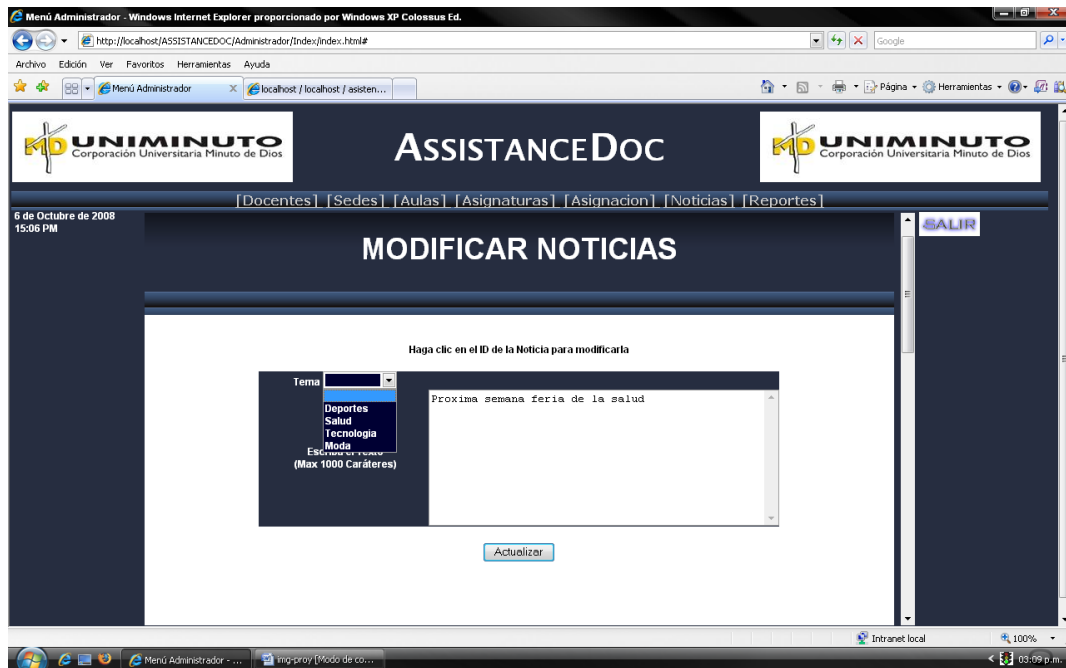 Menú Administrador - Windows Internet Explorer proporcionado por Windows XP Colossus Ed.
http://localhost/ASSISTANCEDOC/Administrador/Index/index.html#
Google
Archivo Edición Ver Favoritos Herramientas Ayuda
Menú Administrador
localhost / localhost / asisten...
Página Herramientas
UNIMINUTO
Corporación Universitaria Minuto de Dios
ASSISTANCEDOC
UNIMINUTO
Corporación Universitaria Minuto de Dios
[Docentes] [Sedes] [Aulas] [Asignaturas] [Asignacion] [Noticias] [Reportes]
6 de Octubre de 2008
15:06 PM
SALIR
MODIFICAR NOTICIAS
Haga clic en el ID de la Noticia para modificarla
Tema
Deportes
Salud
Tecnologia
Moda
Proxima semana feria de la salud
(Max 1000 Caráteres)
Actualizar
Intranet local
100%
Menú Administrador - ...
img-proy [Modo de co...
03:09 p.m.